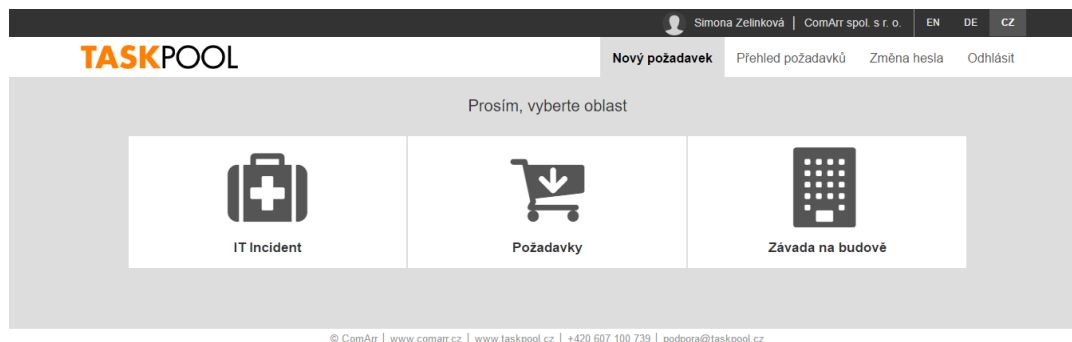 Simona Zelinková | ComArr spol. s r. o. EN DE CZ
TASKPOOL Nový požadavek Přehled požadavků Změna hesla Odhlásit
Prosím, vyberte oblast
IT Incident Požadavky Závada na budově
© ComArr | www.comarr.cz | www.taskpool.cz | +420 607 100 739 | podpora@taskpool.cz